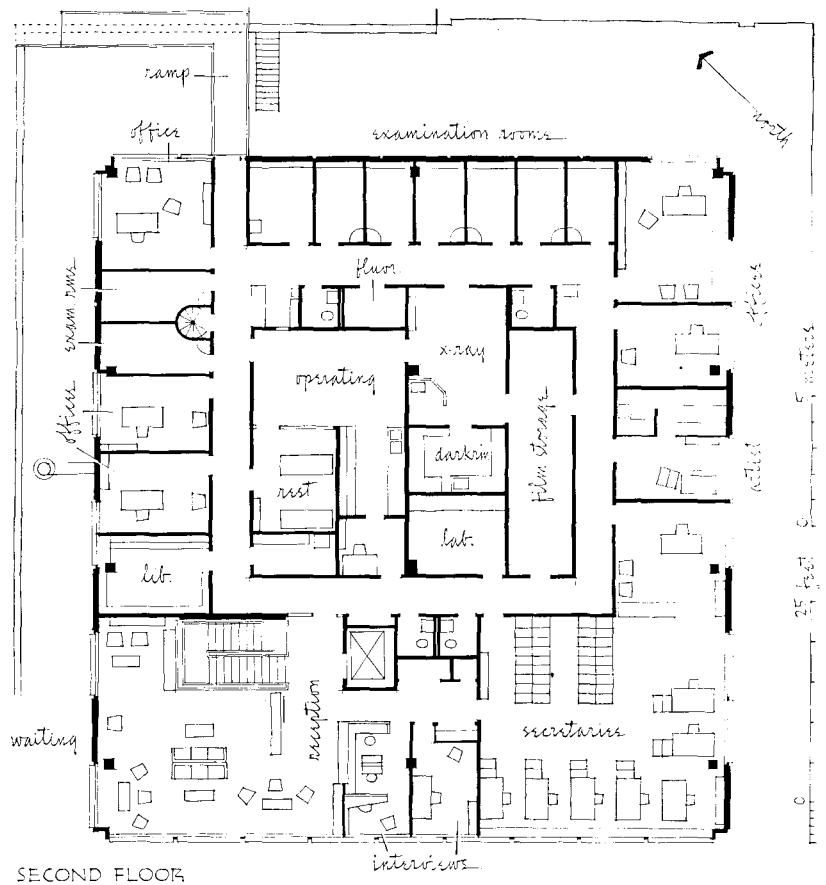 ramp
north
office
examination rooms
fluor.
offices
exam rms
x-ray
operating
offices
film storage
darkrm
rest
artist
lab.
lib.
reception
secretaries
waiting
interviews
0 5 meters
0 25 feet
SECOND FLOOR